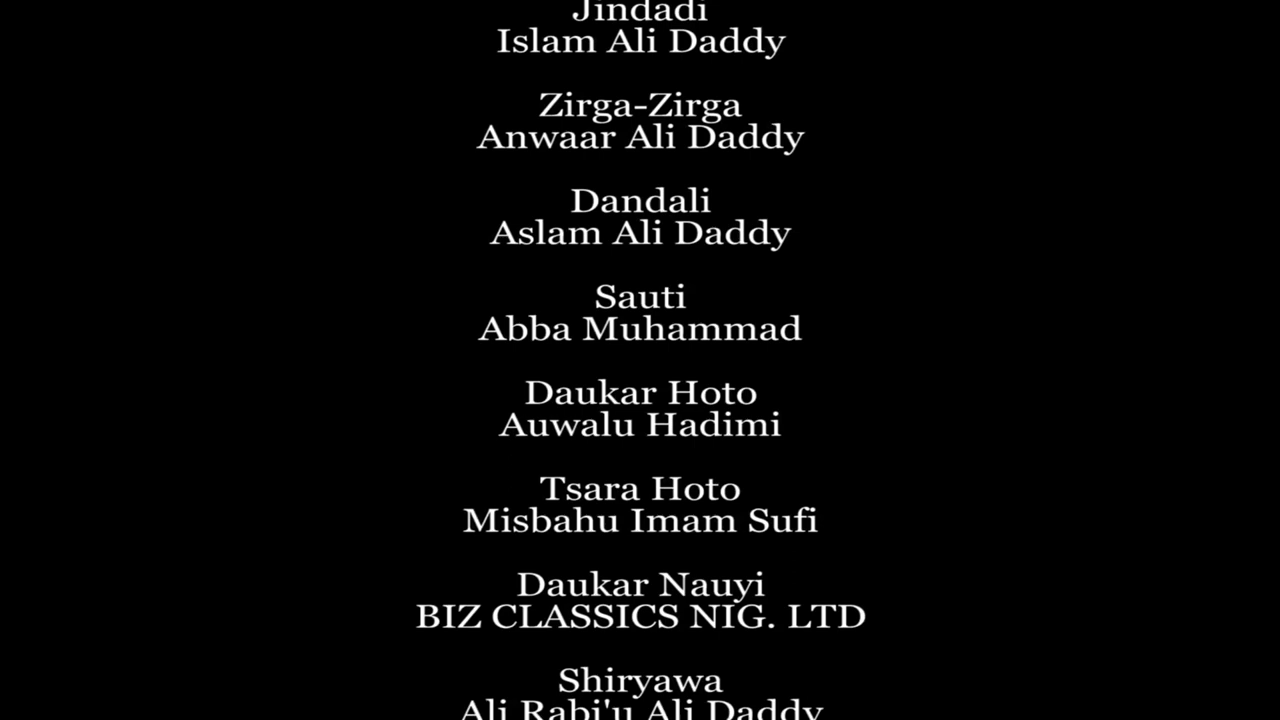 Jindadi
Islam Ali Daddy
Zirga-Zirga
Anwaar Ali Daddy
Dandali
Aslam Ali Daddy
Sauti
Abba Muhammad
Daukar Hoto
Auwalu Hadimi
Tsara Hoto
Misbahu Imam Sufi
Daukar Nauyi
BIZ CLASSICS NIG. LTD
Shiryawa
Ali Rabi'u Ali Daddy